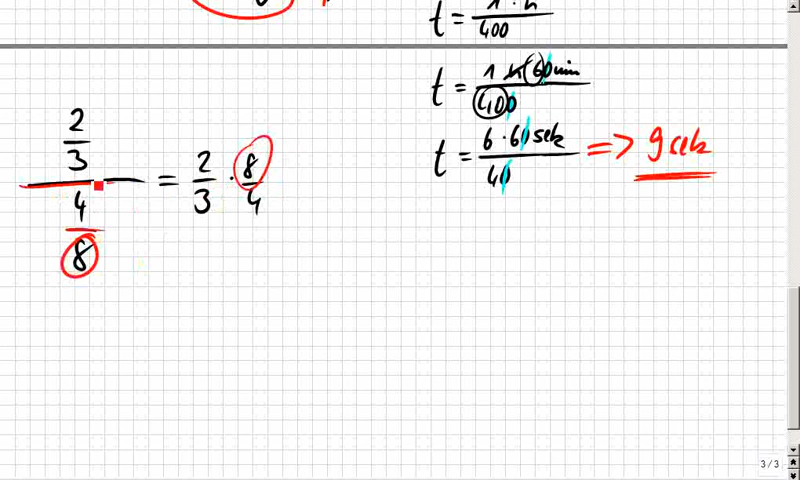 t = 1 · h / 400
t = 1 h (60 min / 400
t = 6 · 60 sek / 40 => 9 sek
2/3 / 4/8 = 2/3 · 8/4
3 / 3